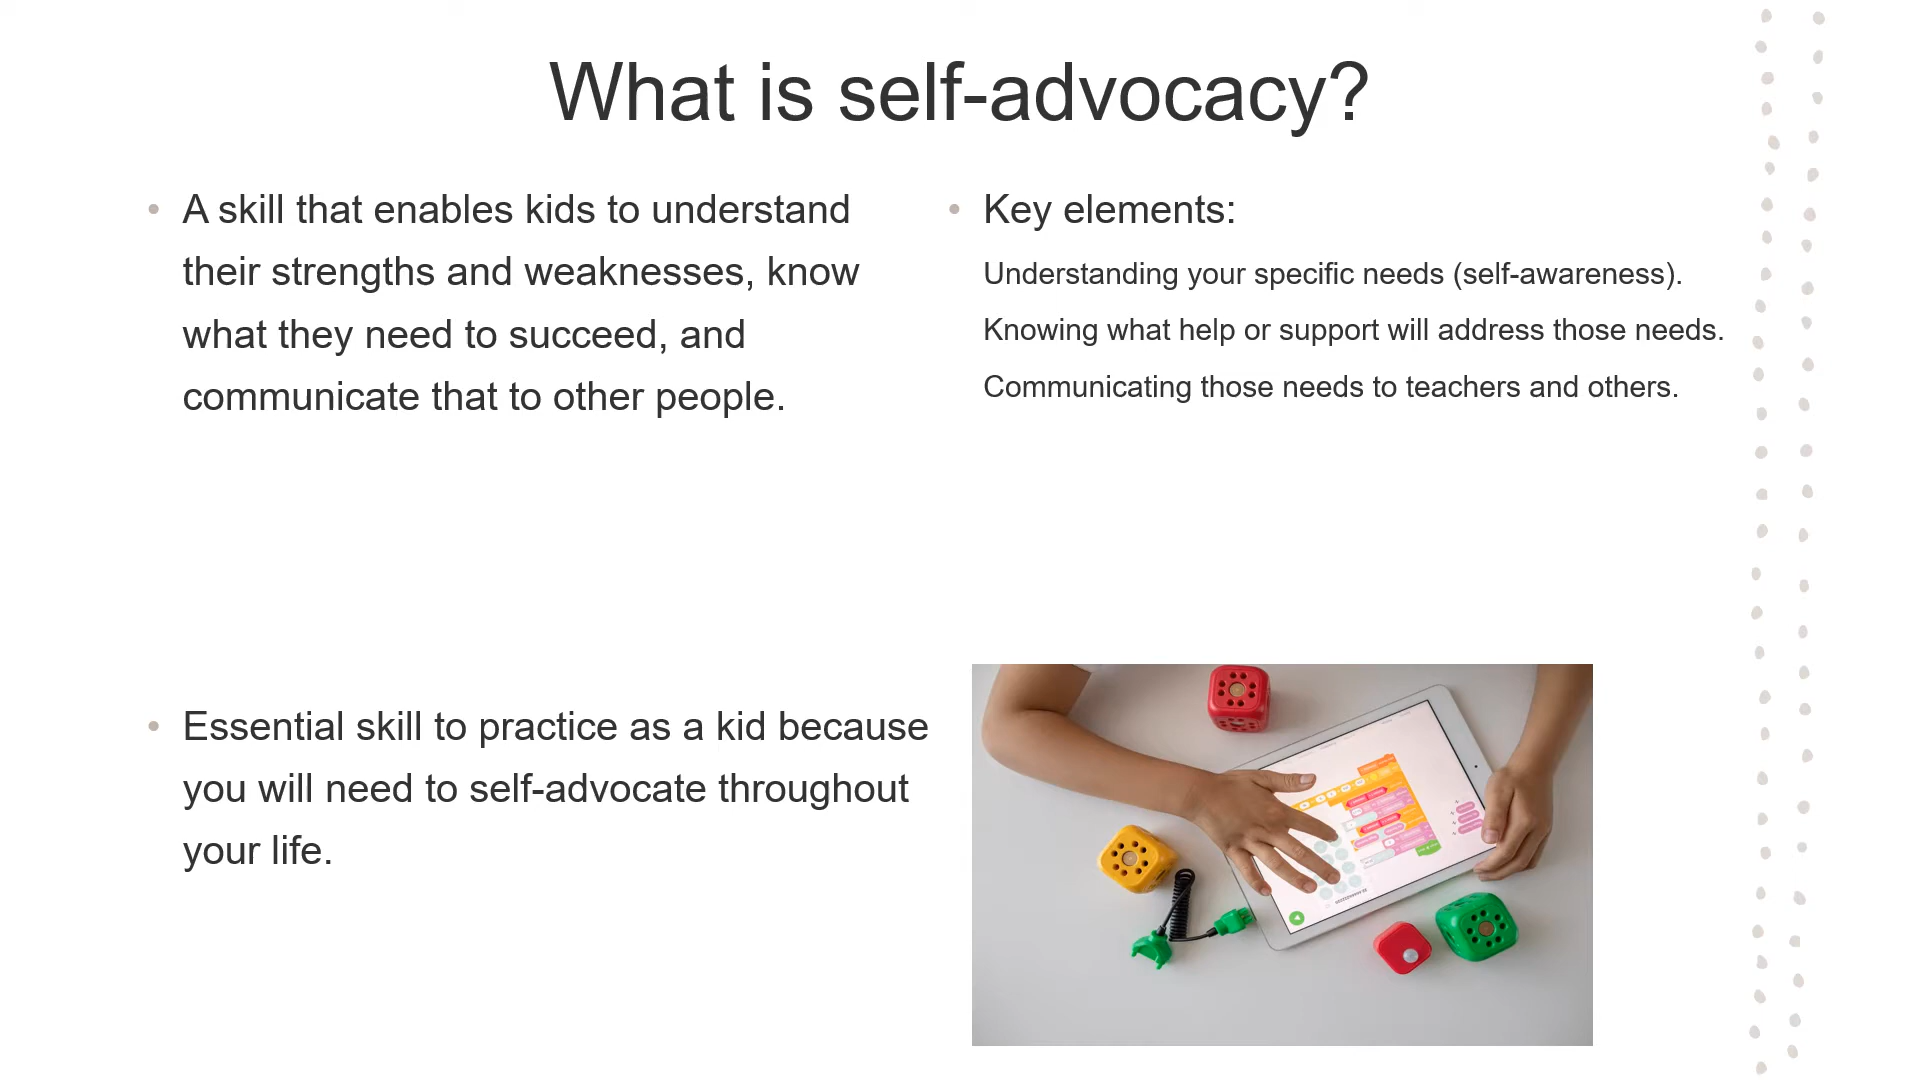 What is self-advocacy?
• A skill that enables kids to understand
their strengths and weaknesses, know
what they need to succeed, and
communicate that to other people.
• Key elements:
Understanding your specific needs (self-awareness).
Knowing what help or support will address those needs.
Communicating those needs to teachers and others.
• Essential skill to practice as a kid because
you will need to self-advocate throughout
your life.